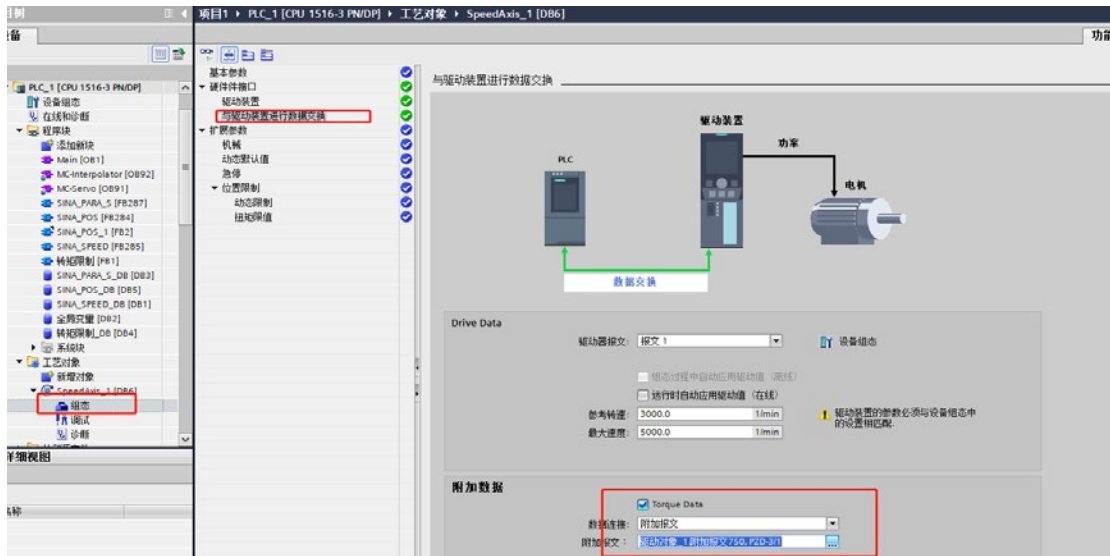 项目1 ▸ PLC_1 [CPU 1516-3 PN/DP] ▸ 工艺对象 ▸ SpeedAxis_1 [DB6]
PLC_1 [CPU 1516-3 PN/DP]
设备组态
在线和诊断
程序块
添加新块
Main [OB1]
MC-Interpolator [OB92]
MC-Servo [OB91]
SINA_PARA_S [FB287]
SINA_POS [FB284]
SINA_POS_1 [FB2]
SINA_SPEED [FB285]
转矩限制 [FB1]
SINA_PARA_S_DB [DB3]
SINA_POS_DB [DB5]
SINA_SPEED_DB [DB1]
全局变量 [DB2]
转矩限制_DB [DB4]
系统块
工艺对象
新增对象
SpeedAxis_1 [DB6]
组态
调试
诊断
详细视图
名称
基本参数
硬件件接口
驱动装置
与驱动装置进行数据交换
扩展参数
机械
动态默认值
急停
位置限制
动态限制
扭矩限值
与驱动装置进行数据交换
驱动装置
功率
PLC
电机
数据交换
Drive Data
驱动器报文: 报文 1
设备组态
组态过程中自动应用驱动值（离线）
运行时自动应用驱动值（在线）
参考转速: 3000.0 1/min
驱动装置的参数必须与设备组态中
的设置相匹配.
最大速度: 5000.0 1/min
附加数据
Torque Data
数据连接: 附加报文
附加报文: 驱动对象_1.附加报文750, PZD-3/1